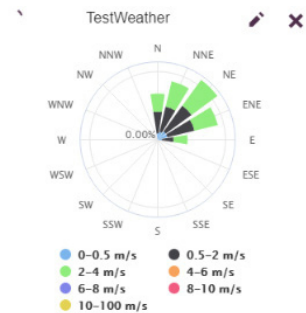 TestWeather
N
NNW NNE
NW NE
WNW ENE
0.00%
W E
WSW ESE
SW SE
SSW SSE
S
0-0.5 m/s 0.5-2 m/s
2-4 m/s 4-6 m/s
6-8 m/s 8-10 m/s
10-100 m/s